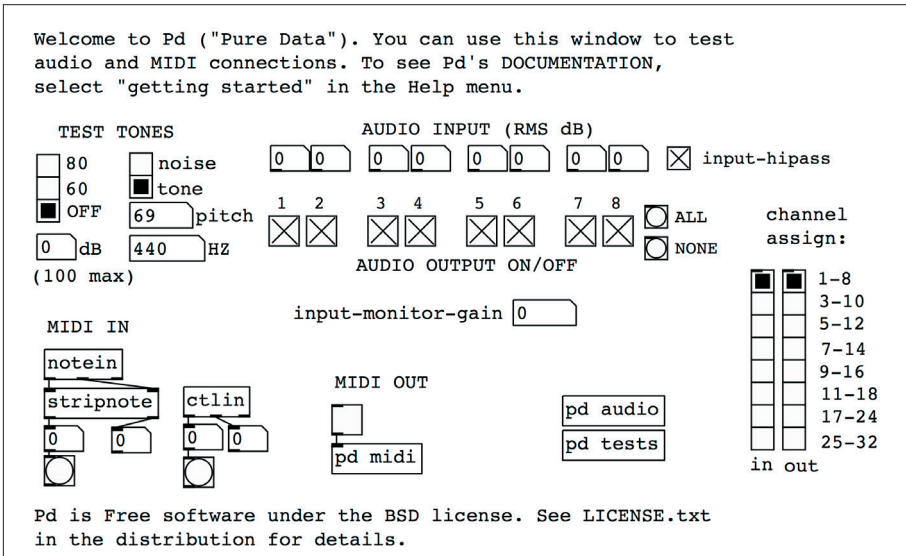 Welcome to Pd ("Pure Data"). You can use this window to test
audio and MIDI connections. To see Pd's DOCUMENTATION,
select "getting started" in the Help menu.
TEST TONES
80
60
OFF
0 dB
(100 max)
noise
tone
69 pitch
440 HZ
AUDIO INPUT (RMS dB)
0 0 0 0 0 0 0 0 input-hipass
1 2 3 4 5 6 7 8
ALL
NONE
AUDIO OUTPUT ON/OFF
input-monitor-gain 0
channel
assign:
1-8
3-10
5-12
7-14
9-16
11-18
17-24
25-32
in out
MIDI IN
notein
stripnote
0 0
ctlin
0 0
MIDI OUT
pd midi
pd audio
pd tests
Pd is Free software under the BSD license. See LICENSE.txt
in the distribution for details.